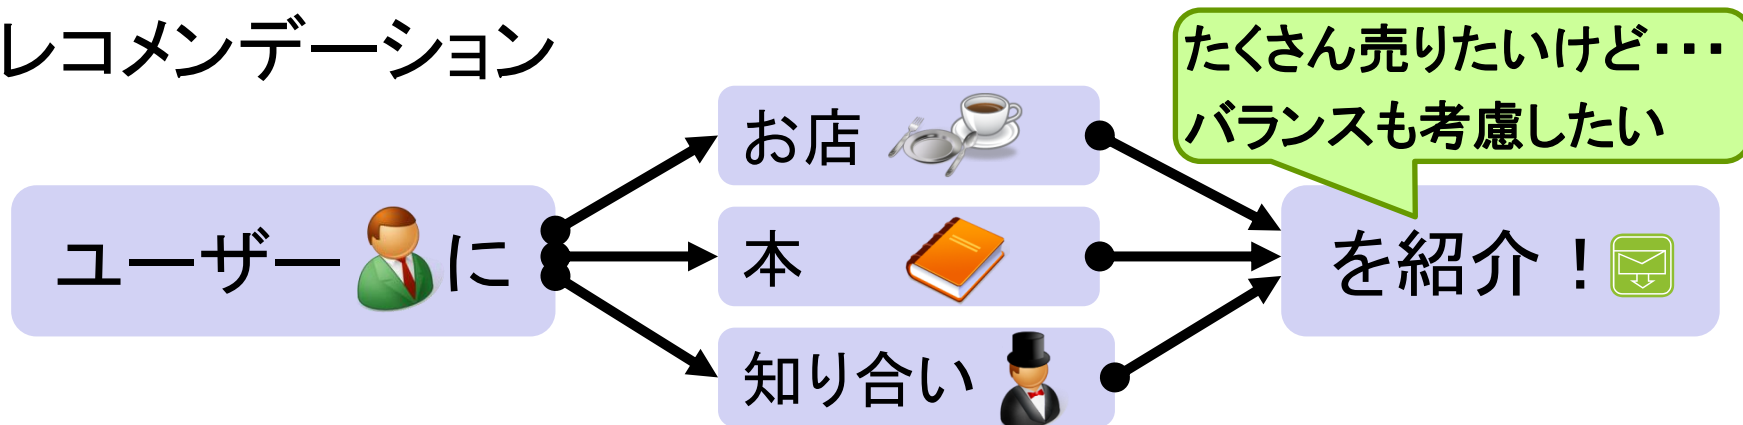 レコメンデーション
たくさん売りたいけど・・・
バランスも考慮したい
ユーザーに
お店
本
知り合い
を紹介！